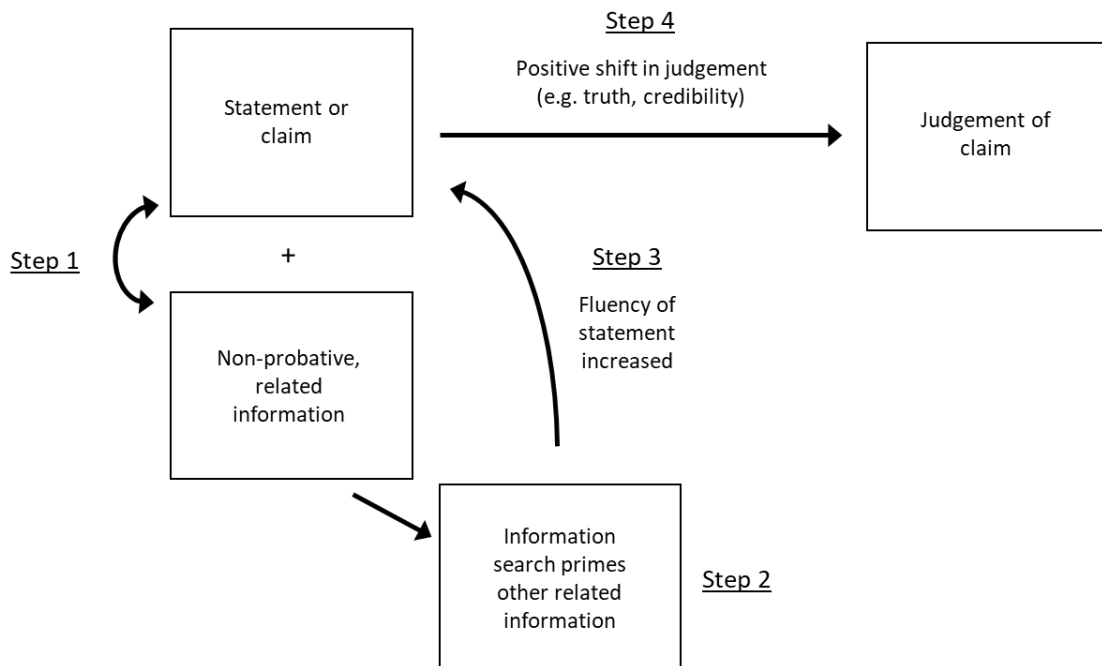 Step 4
Positive shift in judgement
(e.g. truth, credibility)
Statement or
claim
Judgement of
claim
Step 1
+
Step 3
Fluency of
statement
increased
Non-probative,
related
information
Information
search primes
other related
information
Step 2